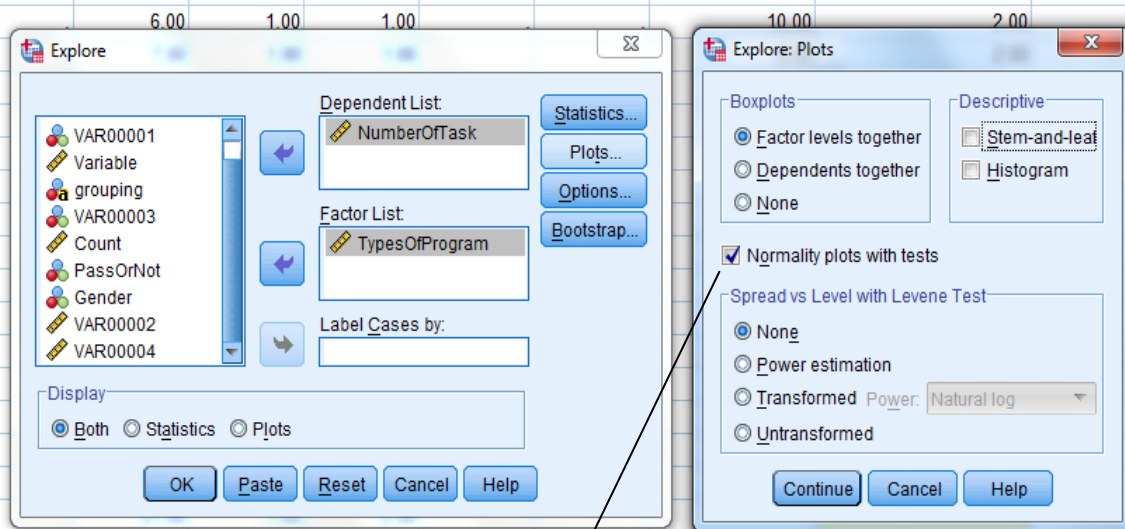 6.00 1.00 1.00 10.00 2.00
Explore
Dependent List:
NumberOfTask
Factor List:
TypesOfProgram
Label Cases by:
VAR00001
Variable
grouping
VAR00003
Count
PassOrNot
Gender
VAR00002
VAR00004
Statistics...
Plots...
Options...
Bootstrap...
Display
Both Statistics Plots
OK Paste Reset Cancel Help
Explore: Plots
Boxplots
Factor levels together
Dependents together
None
Descriptive
Stem-and-leaf
Histogram
Normality plots with tests
Spread vs Level with Levene Test
None
Power estimation
Transformed Power: Natural log
Untransformed
Continue Cancel Help